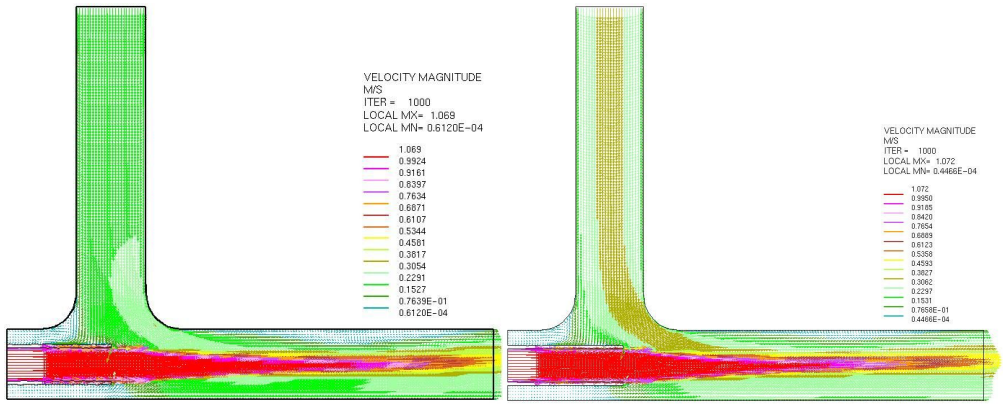 VELOCITY MAGNITUDE
M/S
ITER = 1000
LOCAL MX= 1.069
LOCAL MN= 0.6120E-04
1.069
0.9924
0.9161
0.8397
0.7634
0.6871
0.6107
0.5344
0.4581
0.3817
0.3054
0.2291
0.1527
0.7639E-01
0.6120E-04
VELOCITY MAGNITUDE
M/S
ITER = 1000
LOCAL MX= 1.072
LOCAL MN= 0.4466E-04
1.072
0.9950
0.9185
0.8420
0.7654
0.6889
0.6123
0.5358
0.4593
0.3827
0.3062
0.2297
0.1531
0.7658E-01
0.4466E-04